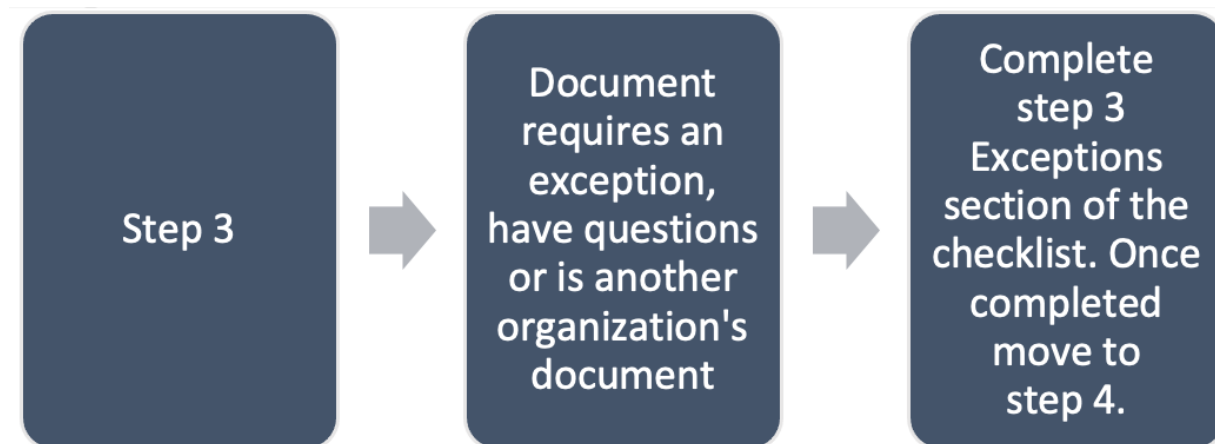 Step 3
Document
requires an
exception,
have questions
or is another
organization's
document
Complete
step 3
Exceptions
section of the
checklist. Once
completed
move to
step 4.